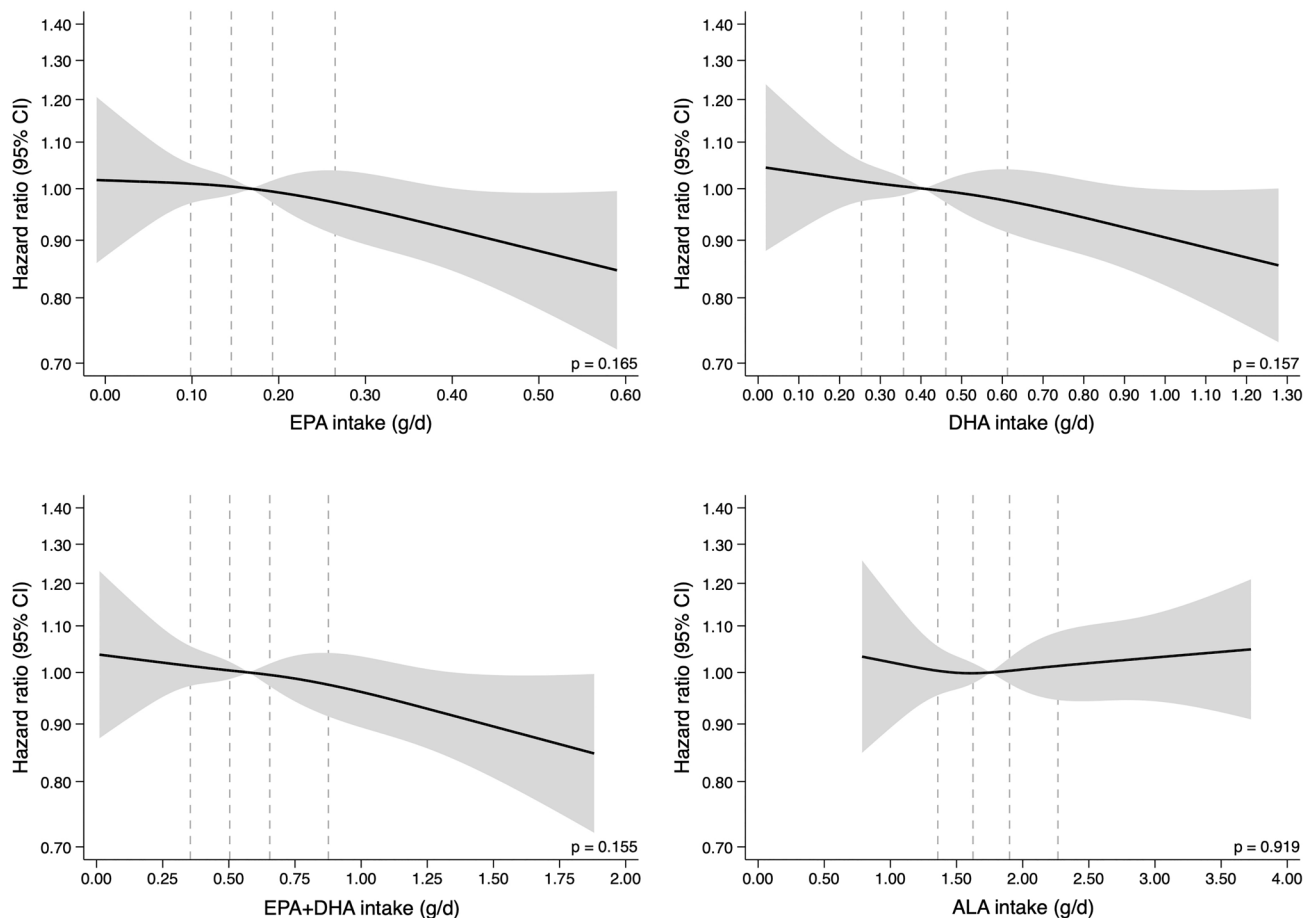 Hazard ratio (95% CI)
1.40
1.30
1.20
1.10
1.00
0.90
0.80
0.70
p = 0.165
0.00 0.10 0.20 0.30 0.40 0.50 0.60
EPA intake (g/d)
Hazard ratio (95% CI)
1.40
1.30
1.20
1.10
1.00
0.90
0.80
0.70
p = 0.157
0.00 0.10 0.20 0.30 0.40 0.50 0.60 0.70 0.80 0.90 1.00 1.10 1.20 1.30
DHA intake (g/d)
Hazard ratio (95% CI)
1.40
1.30
1.20
1.10
1.00
0.90
0.80
0.70
p = 0.155
0.00 0.25 0.50 0.75 1.00 1.25 1.50 1.75 2.00
EPA+DHA intake (g/d)
Hazard ratio (95% CI)
1.40
1.30
1.20
1.10
1.00
0.90
0.80
0.70
p = 0.919
0.00 0.50 1.00 1.50 2.00 2.50 3.00 3.50 4.00
ALA intake (g/d)